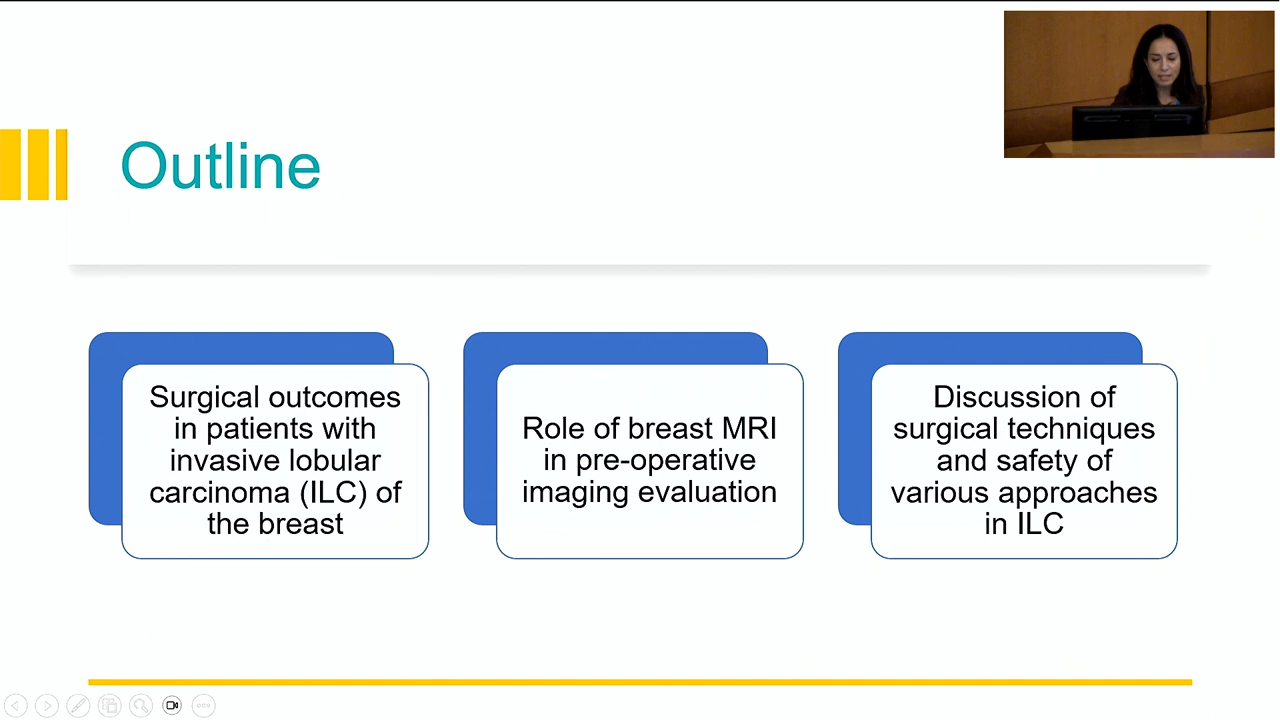 Outline
Surgical outcomes
in patients with
invasive lobular
carcinoma (ILC) of
the breast
Role of breast MRI
in pre-operative
imaging evaluation
Discussion of
surgical techniques
and safety of
various approaches
in ILC